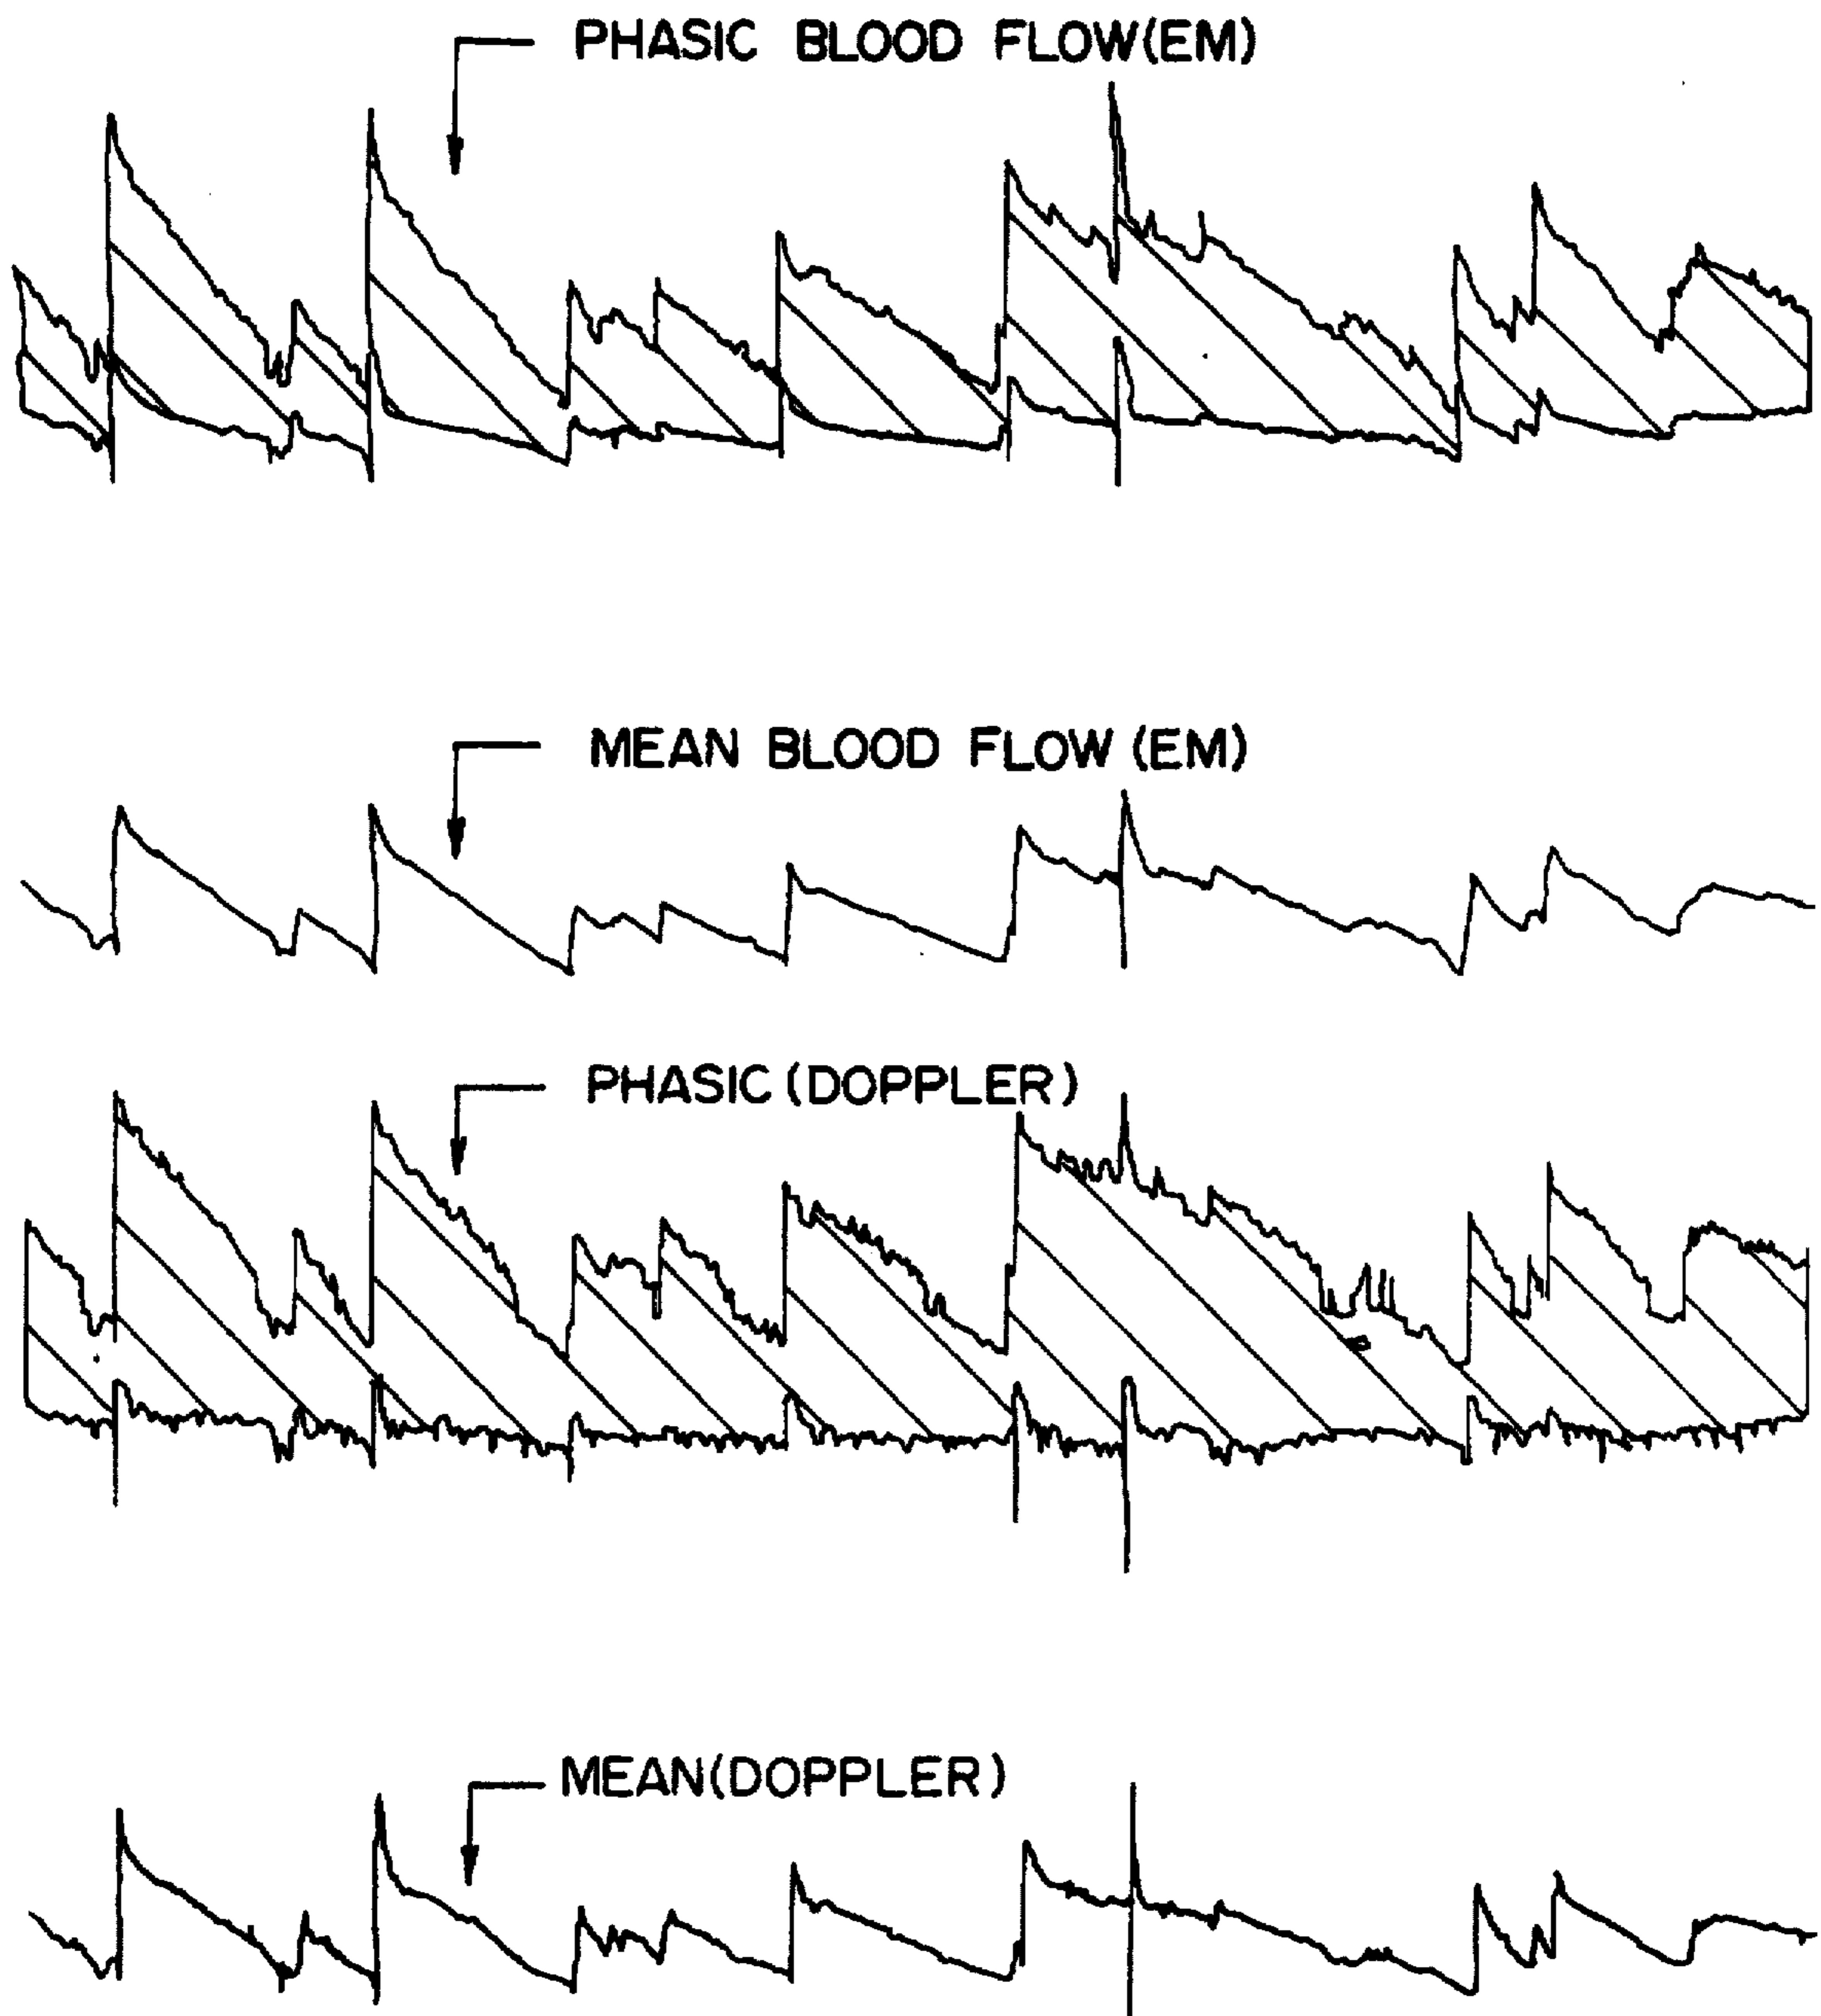 PHASIC BLOOD FLOW(EM)
MEAN BLOOD FLOW (EM)
PHASIC (DOPPLER)
MEAN(DOPPLER)